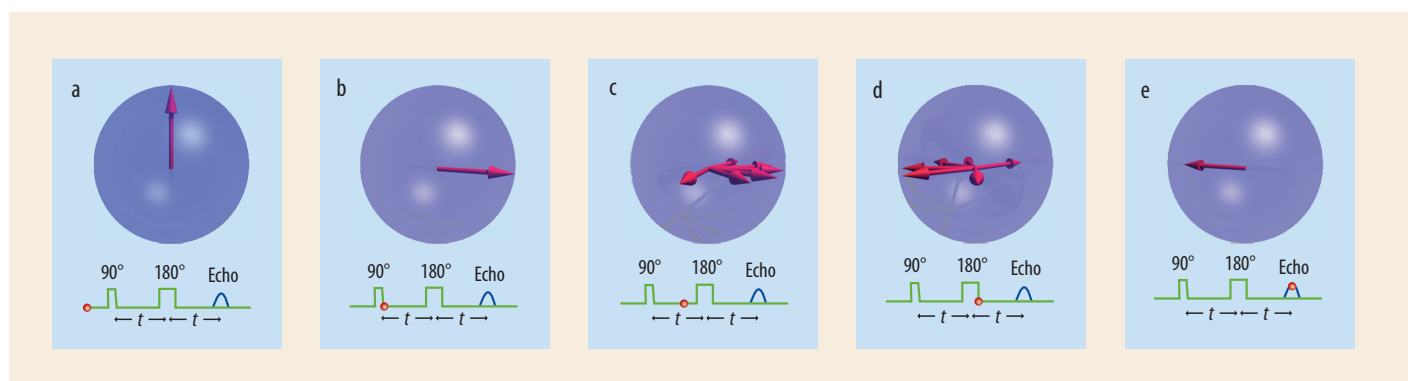 a
90° 180° Echo
← t → ← t →
b
90° 180° Echo
← t → ← t →
c
90° 180° Echo
← t → ← t →
d
90° 180° Echo
← t → ← t →
e
90° 180° Echo
← t → ← t →